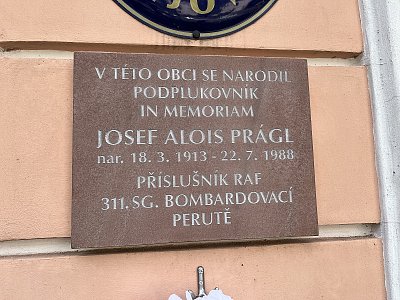 V TÉTO OBCI SE NARODIL
PODPLUKOVNÍK
IN MEMORIAM
JOSEF ALOIS PRÁGL
nar. 18. 3. 1913 - 22. 7. 1988
PŘÍSLUŠNÍK RAF
311. SG. BOMBARDOVACÍ
PERUTĚ